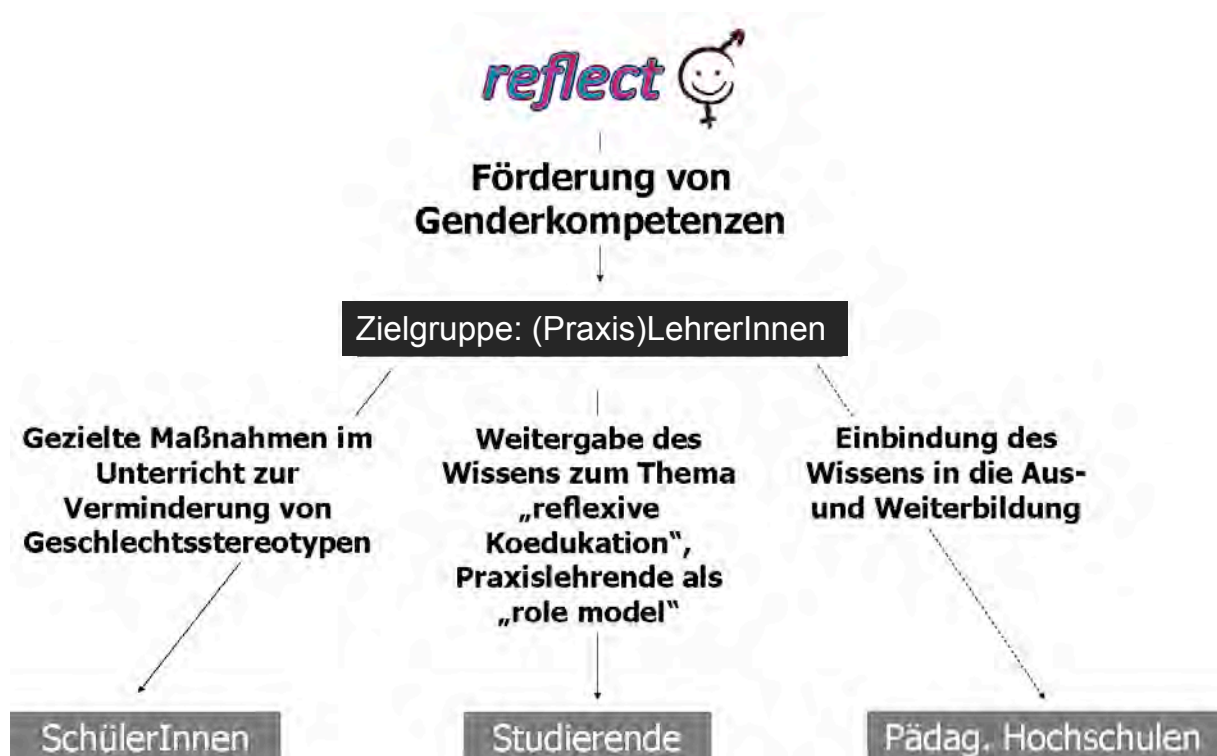 reflect
Förderung von
Genderkompetenzen
Zielgruppe: (Praxis)LehrerInnen
Gezielte Maßnahmen im
Unterricht zur
Verminderung von
Geschlechtsstereotypen
Weitergabe des
Wissens zum Thema
„reflexive
Koedukation“,
Praxislehrende als
„role model“
Einbindung des
Wissens in die Aus-
und Weiterbildung
SchülerInnen
Studierende
Pädag. Hochschulen